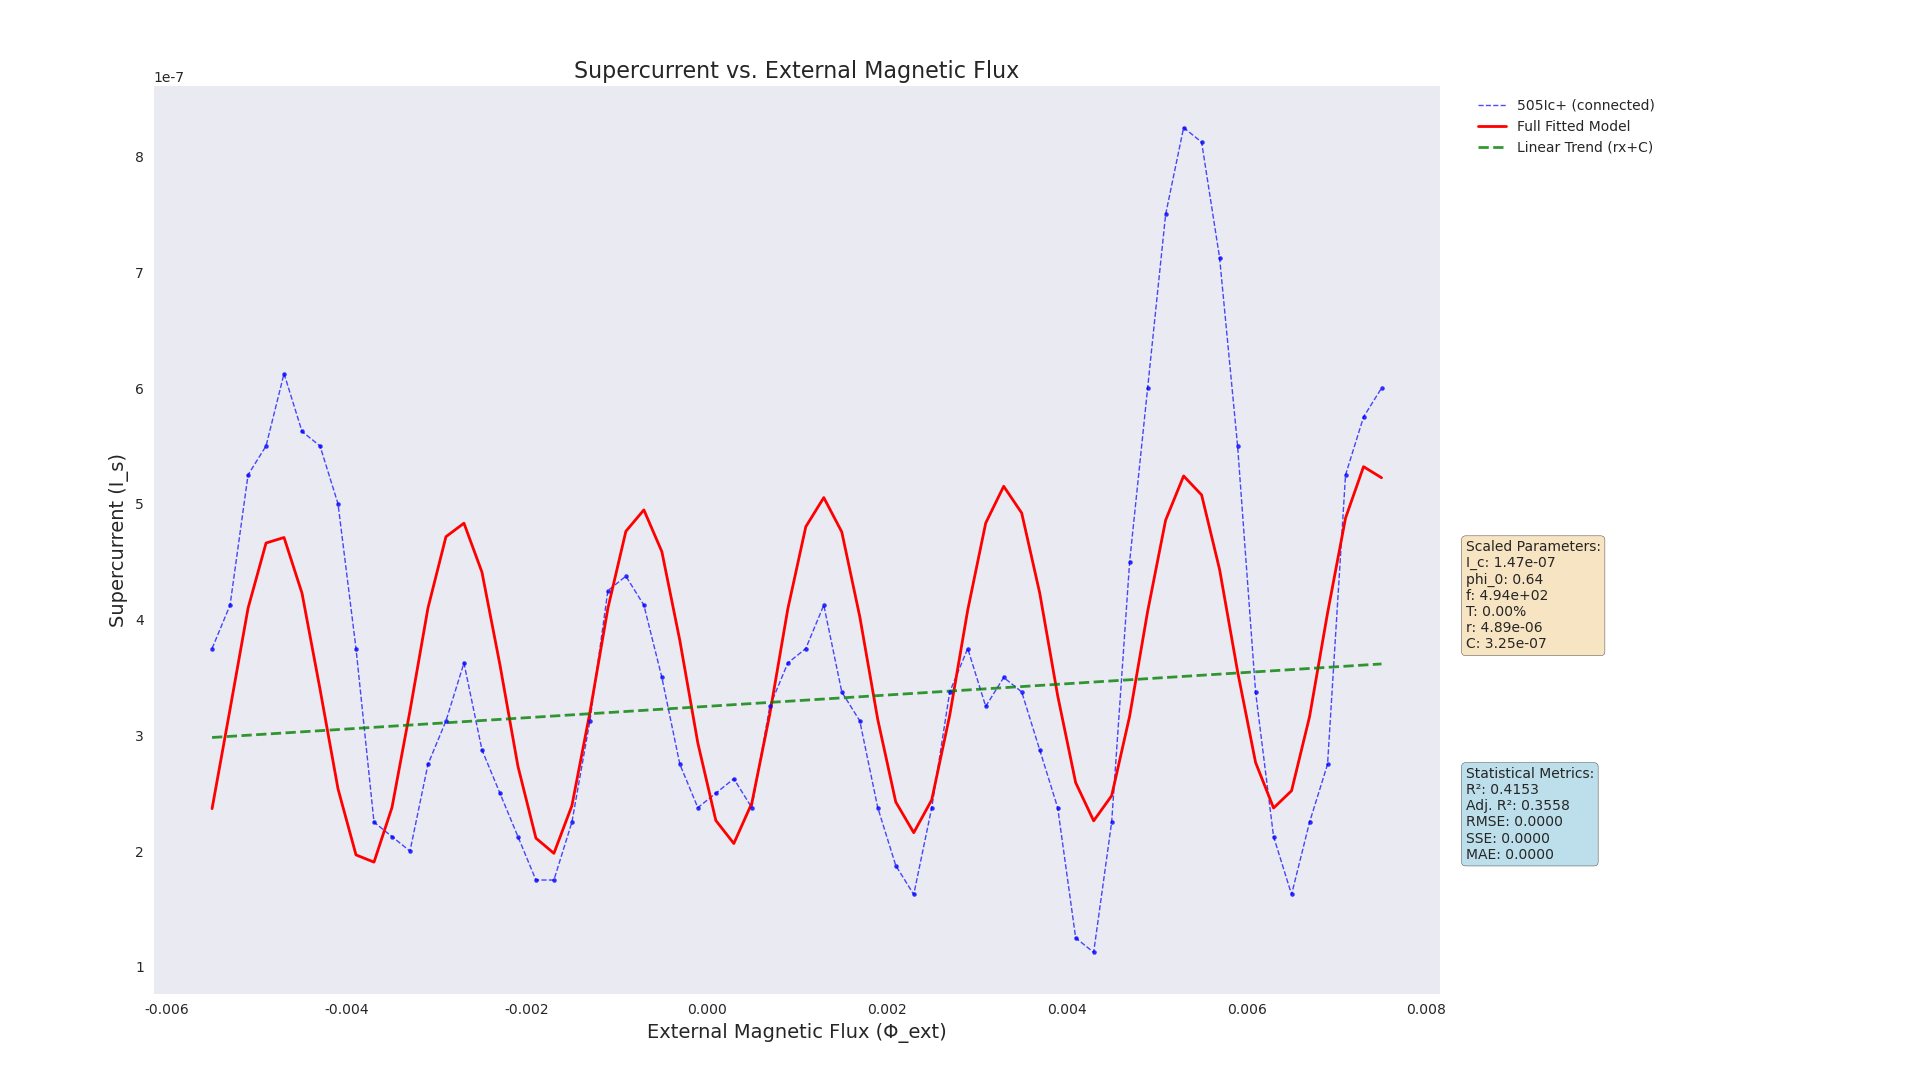 Supercurrent vs. External Magnetic Flux
1e-7
8
7
6
5
4
3
2
1
Supercurrent (I_s)
-0.006
-0.004
-0.002
0.000
0.002
0.004
0.006
0.008
External Magnetic Flux (Φ_ext)
505Ic+ (connected)
Full Fitted Model
Linear Trend (rx+C)
Scaled Parameters:
I_c: 1.47e-07
phi_0: 0.64
f: 4.94e+02
T: 0.00%
r: 4.89e-06
C: 3.25e-07
Statistical Metrics:
R²: 0.4153
Adj. R²: 0.3558
RMSE: 0.0000
SSE: 0.0000
MAE: 0.0000